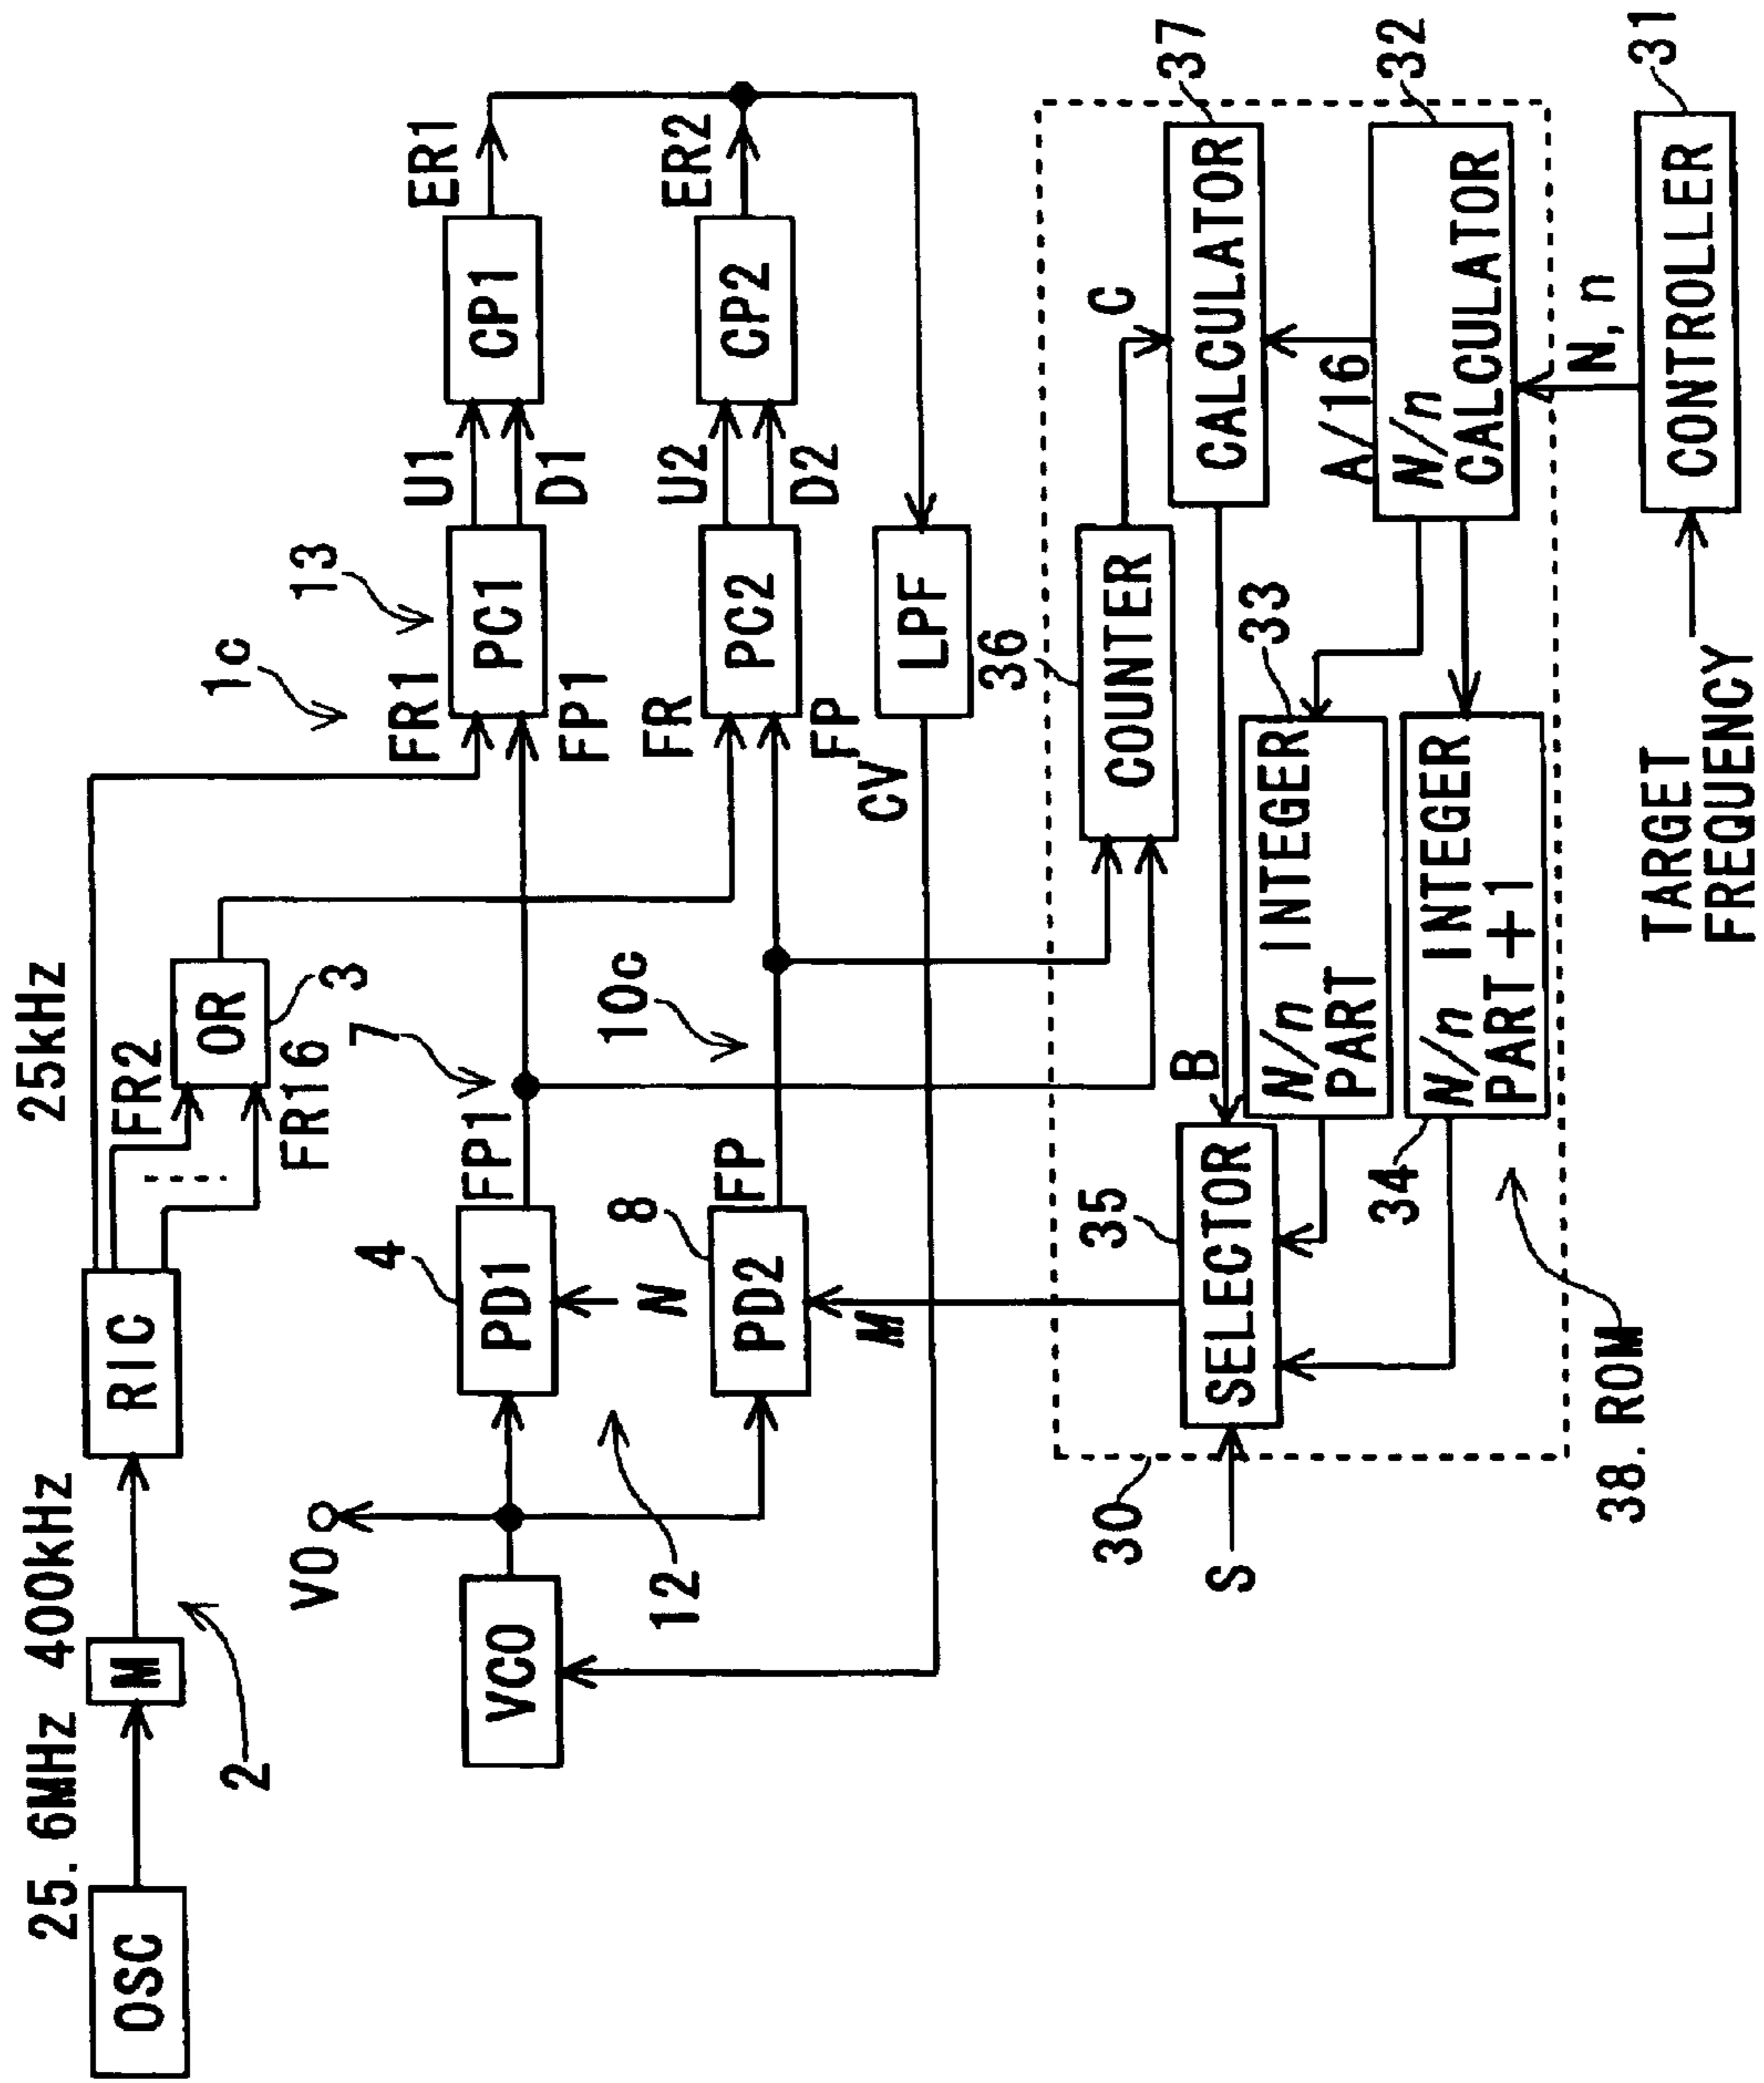 25.6MHz
400kHz
25kHz
OSC
M
RIC
FR2
OR
FR16
3
2
1c
13
VO
VCO
4
PD1
FP1
7
FR1
PC1
FP1
U1
D1
CP1
ER1
12
N
8
PD2
FP
10c
FR
PC2
FP
U2
D2
CP2
ER2
M
CV
LPF
30
S
35
SELECTOR
B
36
COUNTER
C
37
CALCULATOR
33
N/n INTEGER
PART
34
N/n INTEGER
PART+1
A/16
32
N/n
CALCULATOR
38. ROM
N, n
31
CONTROLLER
TARGET
FREQUENCY